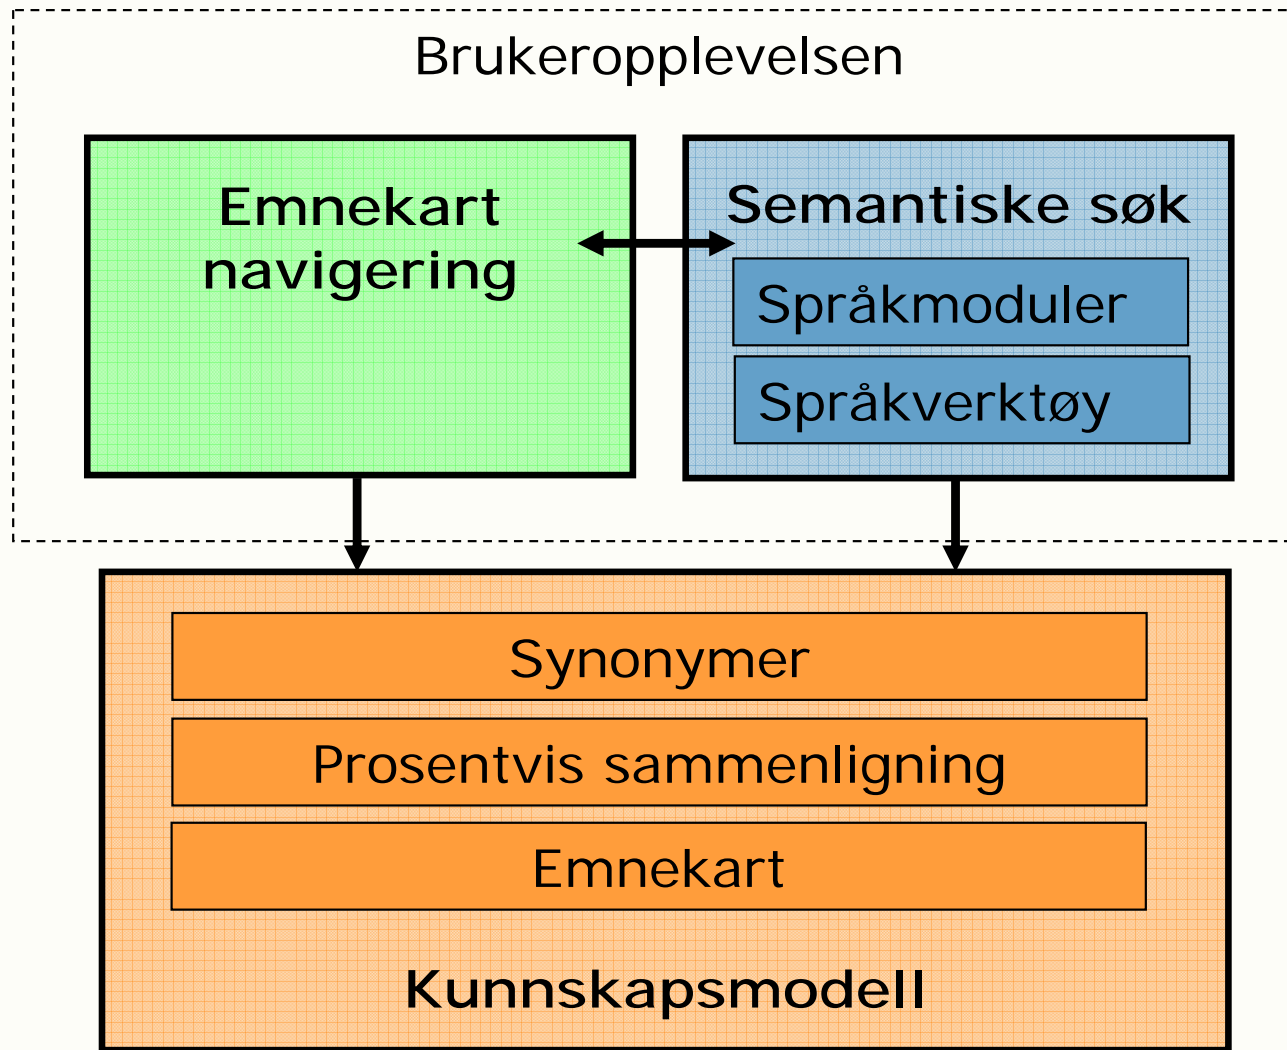 Brukeropplevelsen
Emnekart
navigering
Semantiske søk
Språkmoduler
Språkverktøy
Synonymer
Prosentvis sammenligning
Emnekart
Kunnskapsmodell